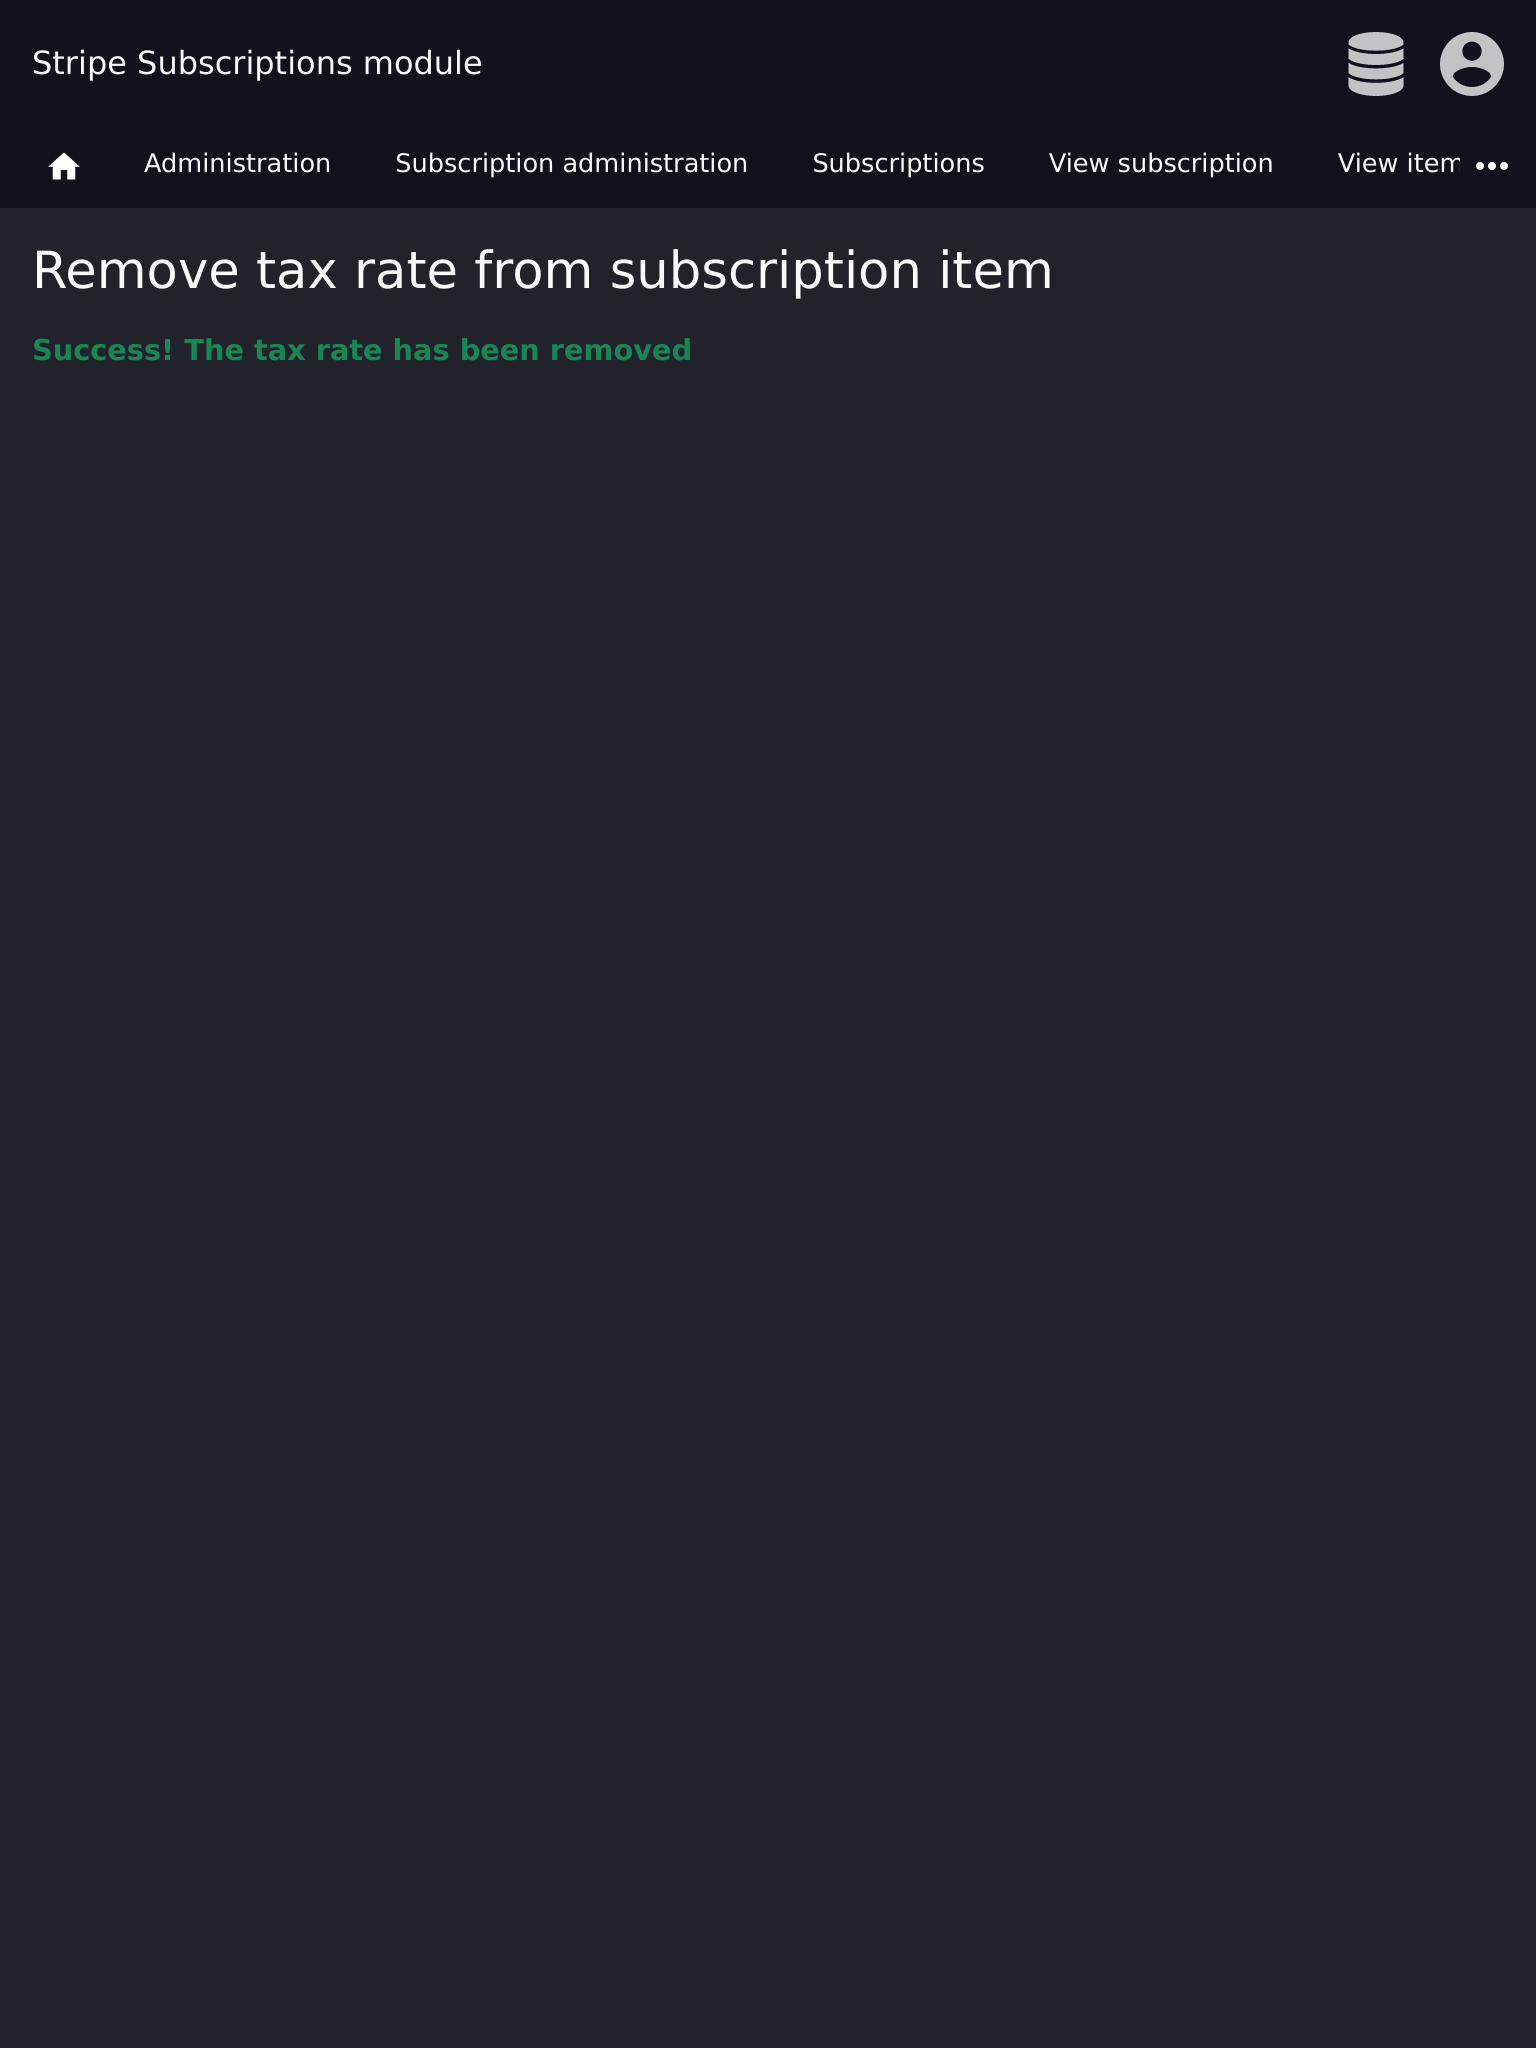 Stripe Subscriptions module
Administration Subscription administration Subscriptions View subscription View item
Remove tax rate from subscription item
Success! The tax rate has been removed